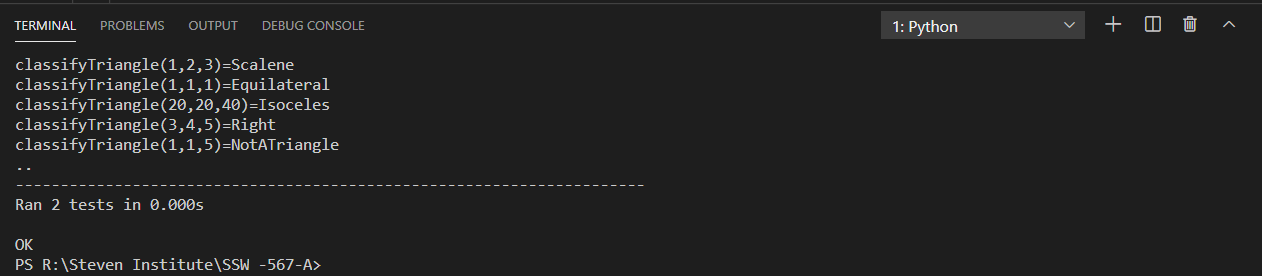 TERMINAL PROBLEMS OUTPUT DEBUG CONSOLE 1: Python
classifyTriangle(1,2,3)=Scalene
classifyTriangle(1,1,1)=Equilateral
classifyTriangle(20,20,40)=Isoceles
classifyTriangle(3,4,5)=Right
classifyTriangle(1,1,5)=NotATriangle
..
----------------------------------------------------------------------
Ran 2 tests in 0.000s
OK
PS R:\Steven Institute\SSW -567-A>